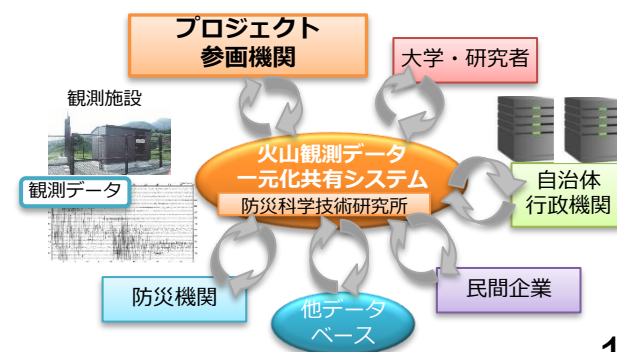 プロジェクト
参画機関
大学・研究者
観測施設
火山観測データ
一元化共有システム
防災科学技術研究所
観測データ
自治体
行政機関
防災機関
他データ
ベース
民間企業
1